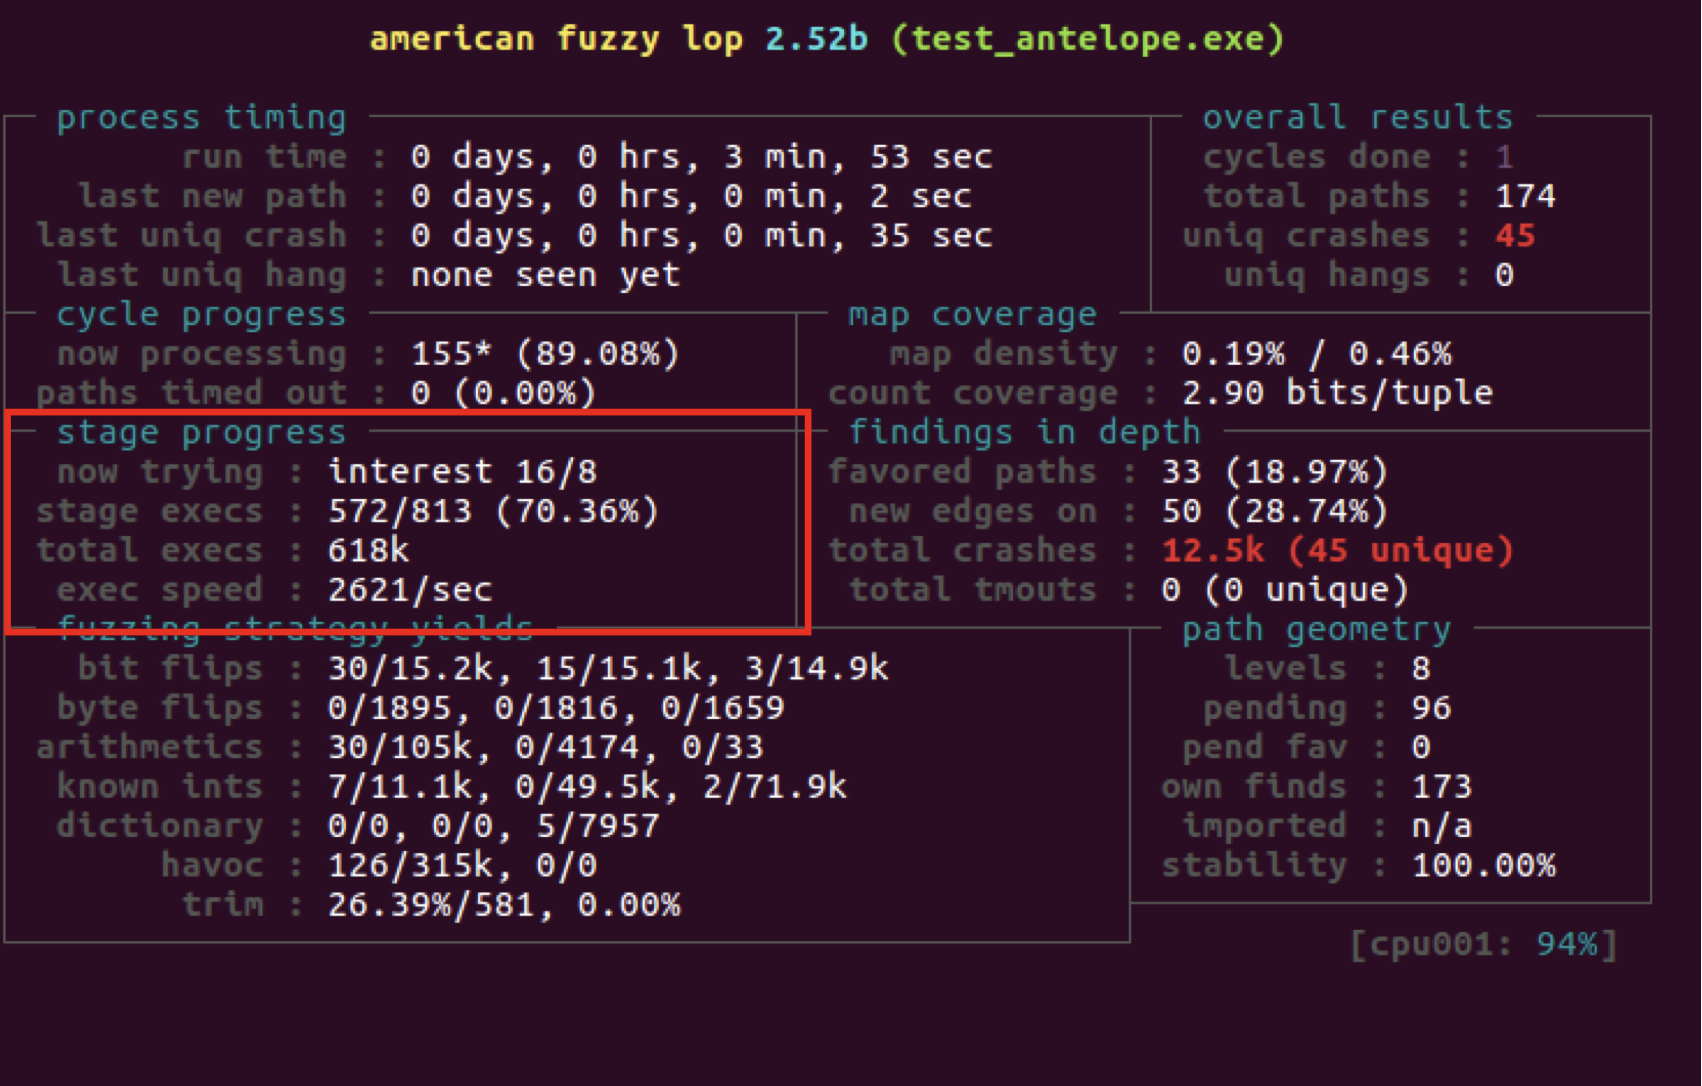 american fuzzy lop 2.52b (test_antelope.exe)
process timing
run time : 0 days, 0 hrs, 3 min, 53 sec
last new path : 0 days, 0 hrs, 0 min, 2 sec
last uniq crash : 0 days, 0 hrs, 0 min, 35 sec
last uniq hang : none seen yet
overall results
cycles done : 1
total paths : 174
uniq crashes : 45
uniq hangs : 0
cycle progress
now processing : 155* (89.08%)
paths timed out : 0 (0.00%)
map coverage
map density : 0.19% / 0.46%
count coverage : 2.90 bits/tuple
stage progress
now trying : interest 16/8
stage execs : 572/813 (70.36%)
total execs : 618k
exec speed : 2621/sec
findings in depth
favored paths : 33 (18.97%)
new edges on : 50 (28.74%)
total crashes : 12.5k (45 unique)
total tmouts : 0 (0 unique)
fuzzing strategy yields
bit flips : 30/15.2k, 15/15.1k, 3/14.9k
byte flips : 0/1895, 0/1816, 0/1659
arithmetics : 30/105k, 0/4174, 0/33
known ints : 7/11.1k, 0/49.5k, 2/71.9k
dictionary : 0/0, 0/0, 5/7957
havoc : 126/315k, 0/0
trim : 26.39%/581, 0.00%
path geometry
levels : 8
pending : 96
pend fav : 0
own finds : 173
imported : n/a
stability : 100.00%
[cpu001: 94%]